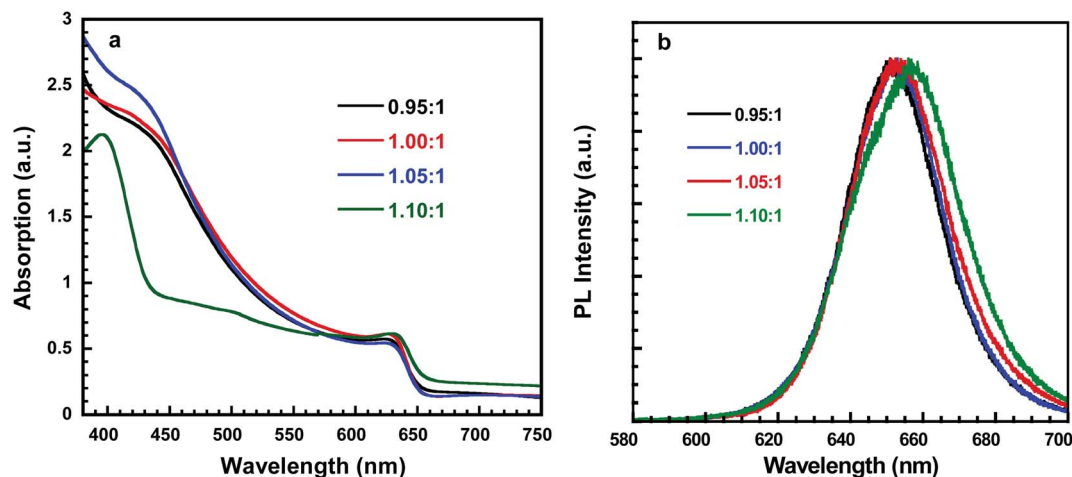 a
3
2.5
2
1.5
1
0.5
0
Absorption (a.u.)
0.95:1
1.00:1
1.05:1
1.10:1
400 450 500 550 600 650 700 750
Wavelength (nm)
b
PL Intensity (a.u.)
0.95:1
1.00:1
1.05:1
1.10:1
580 600 620 640 660 680 700
Wavelength (nm)